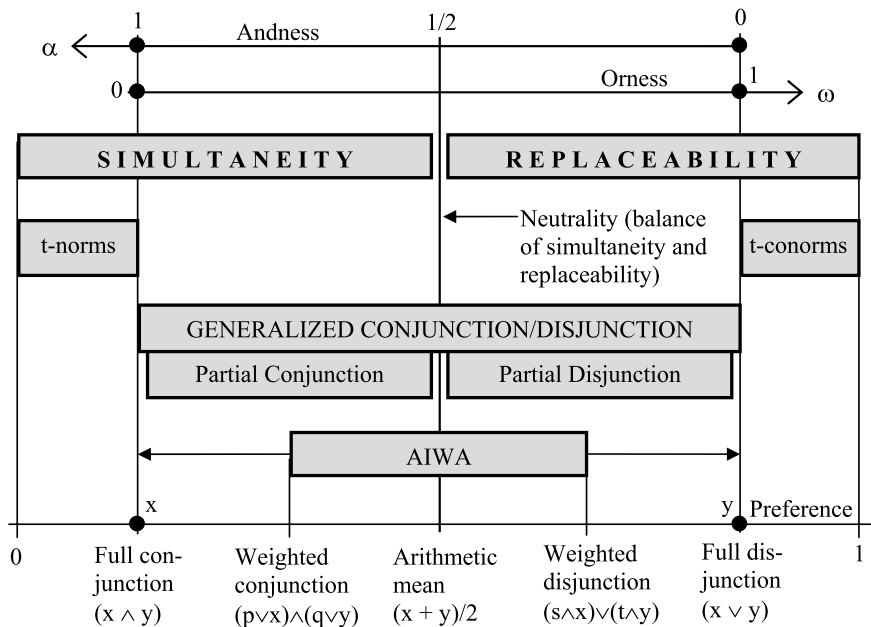 1 Andness 1/2 0
α
0 Orness 1
ω
SIMULTANEITY REPLACEABILITY
t-norms
Neutrality (balance
of simultaneity and
replaceability)
t-conorms
GENERALIZED CONJUNCTION/DISJUNCTION
Partial Conjunction Partial Disjunction
AIWA
x y Preference
0 1
Full con-
junction
(x ∧ y)
Weighted
conjunction
(p∨x)∧(q∨y)
Arithmetic
mean
(x + y)/2
Weighted
disjunction
(s∧x)∨(t∧y)
Full dis-
junction
(x ∨ y)